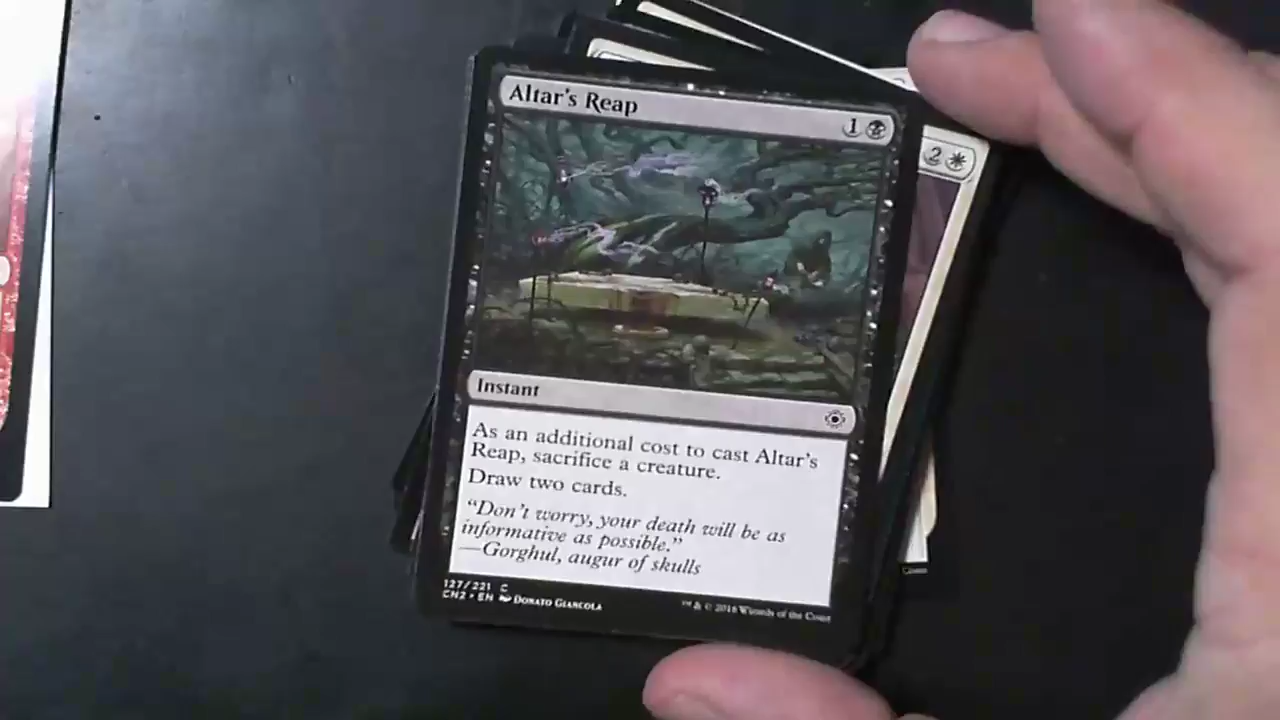 Altar's Reap
1
2
Instant
As an additional cost to cast Altar's
Reap, sacrifice a creature.
Draw two cards.
"Don't worry, your death will be as
informative as possible."
—Gorghul, augur of skulls
127/221 C
CN2 • EN Donato Giancola
™ & © 2016 Wizards of the Coast